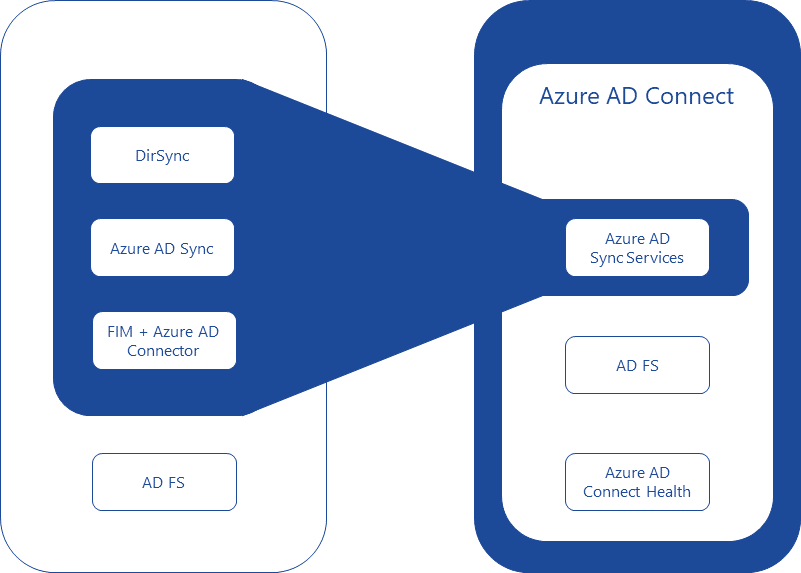 DirSync
Azure AD Sync
FIM + Azure AD
Connector
AD FS
Azure AD Connect
Azure AD
Sync Services
AD FS
Azure AD
Connect Health